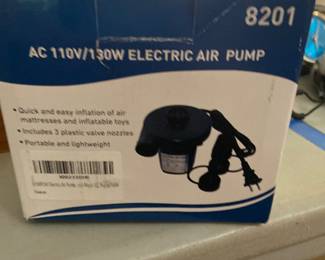 8201
AC 110V/130W ELECTRIC AIR PUMP
• Quick and easy inflation of air
mattresses and inflatable toys
• Includes 3 plastic valve nozzles
• Portable and lightweight